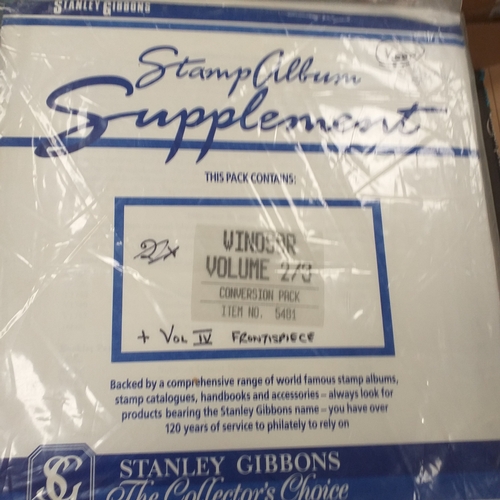 STANLEY GIBBONS
Stamp Album
Supplement
THIS PACK CONTAINS:
22x
WINDSOR
VOLUME 2/3
CONVERSION PACK
ITEM NO. 5481
+ VOL IV FRONTISPIECE
Backed by a comprehensive range of world famous stamp albums,
stamp catalogues, handbooks and accessories – always look for
products bearing the Stanley Gibbons name – you have over
120 years of service to philately to rely on
SG
STANLEY GIBBONS
The Collector's Choice